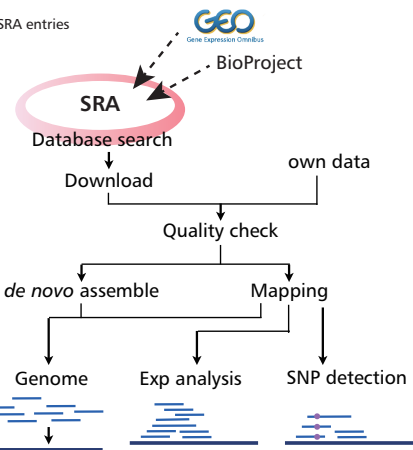 SRA entries
GEO
Gene Expression Omnibus
BioProject
SRA
Database search
Download
own data
Quality check
de novo assemble
Mapping
Genome
Exp analysis
SNP detection